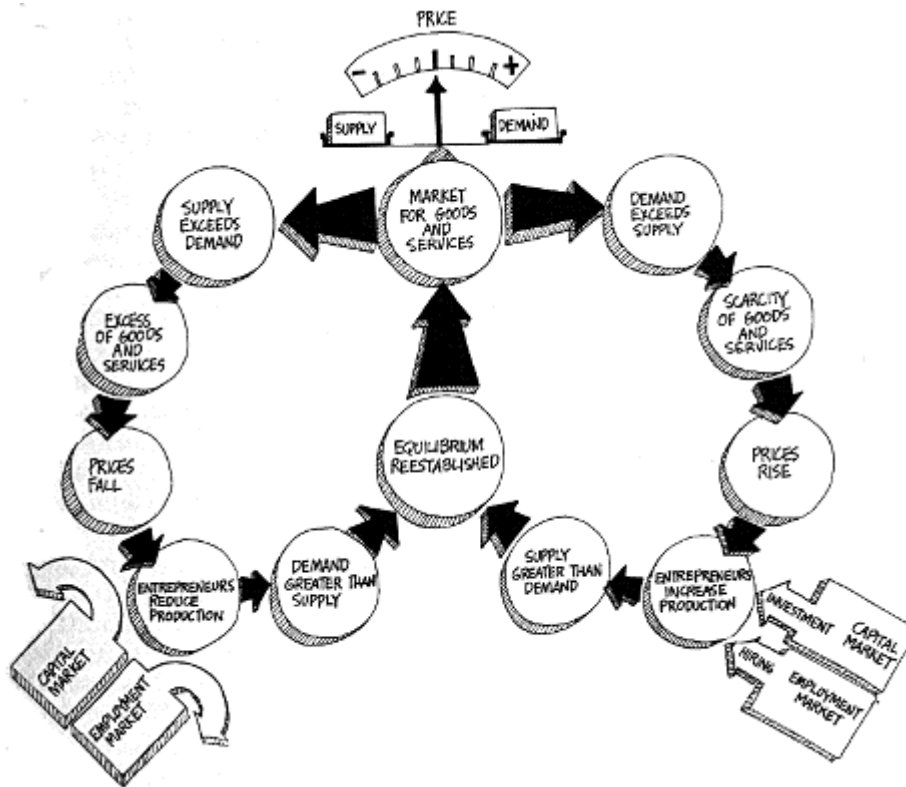 PRICE
- +
SUPPLY
DEMAND
MARKET
FOR GOODS
AND
SERVICES
SUPPLY
EXCEEDS
DEMAND
DEMAND
EXCEEDS
SUPPLY
EXCESS
OF GOODS
AND
SERVICES
SCARCITY
OF GOODS
AND
SERVICES
PRICES
FALL
EQUILIBRIUM
REESTABLISHED
PRICES
RISE
ENTREPRENEURS
REDUCE
PRODUCTION
DEMAND
GREATER THAN
SUPPLY
SUPPLY
GREATER THAN
DEMAND
ENTREPRENEURS
INCREASE
PRODUCTION
CAPITAL
MARKET
EMPLOYMENT
MARKET
INVESTMENT
CAPITAL
MARKET
HIRING
EMPLOYMENT
MARKET